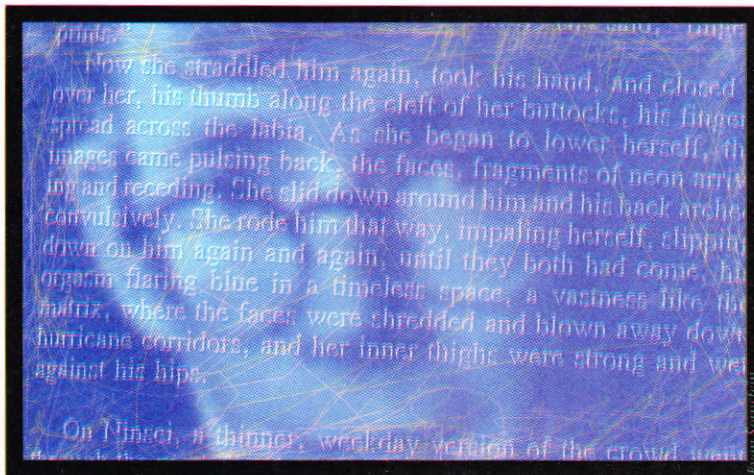 prints."
Now she straddled him again, took his hand, and closed
over her, his thumb along the cleft of her buttocks, his finger
spread across the labia. As she began to lower herself, th
images came pulsing back, the faces, fragments of neon arriv
ing and receding. She slid down around him and his back arche
convulsively. She rode him that way, impaling herself, slippin
down on him again and again, until they both had come, hi
orgasm flaring blue in a timeless space, a vastness like the
matrix, where the faces were shredded and blown away down
hurricane corridors, and her inner thighs were strong and we
against his hips.
On Ninsei, a thinner, weekday version of the crowd went